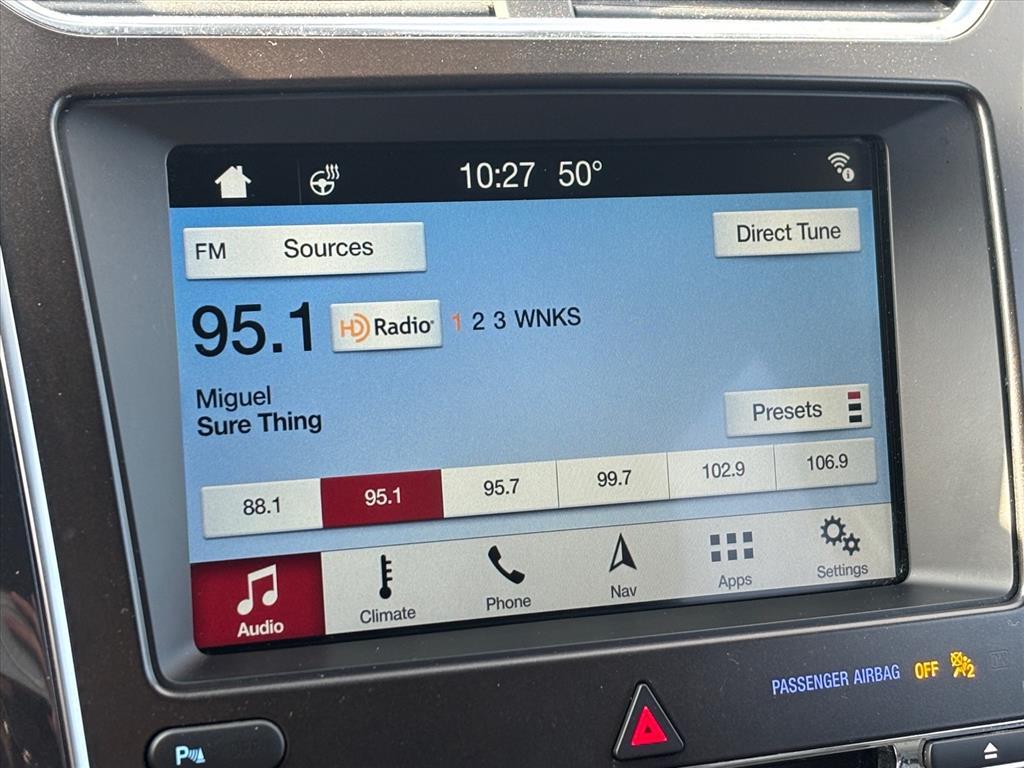 10:27 50°
FM Sources
Direct Tune
95.1 HD Radio 1 2 3 WNKS
Miguel
Sure Thing
Presets
88.1 95.1 95.7 99.7 102.9 106.9
Audio Climate Phone Nav Apps Settings
PASSENGER AIRBAG OFF 2
P